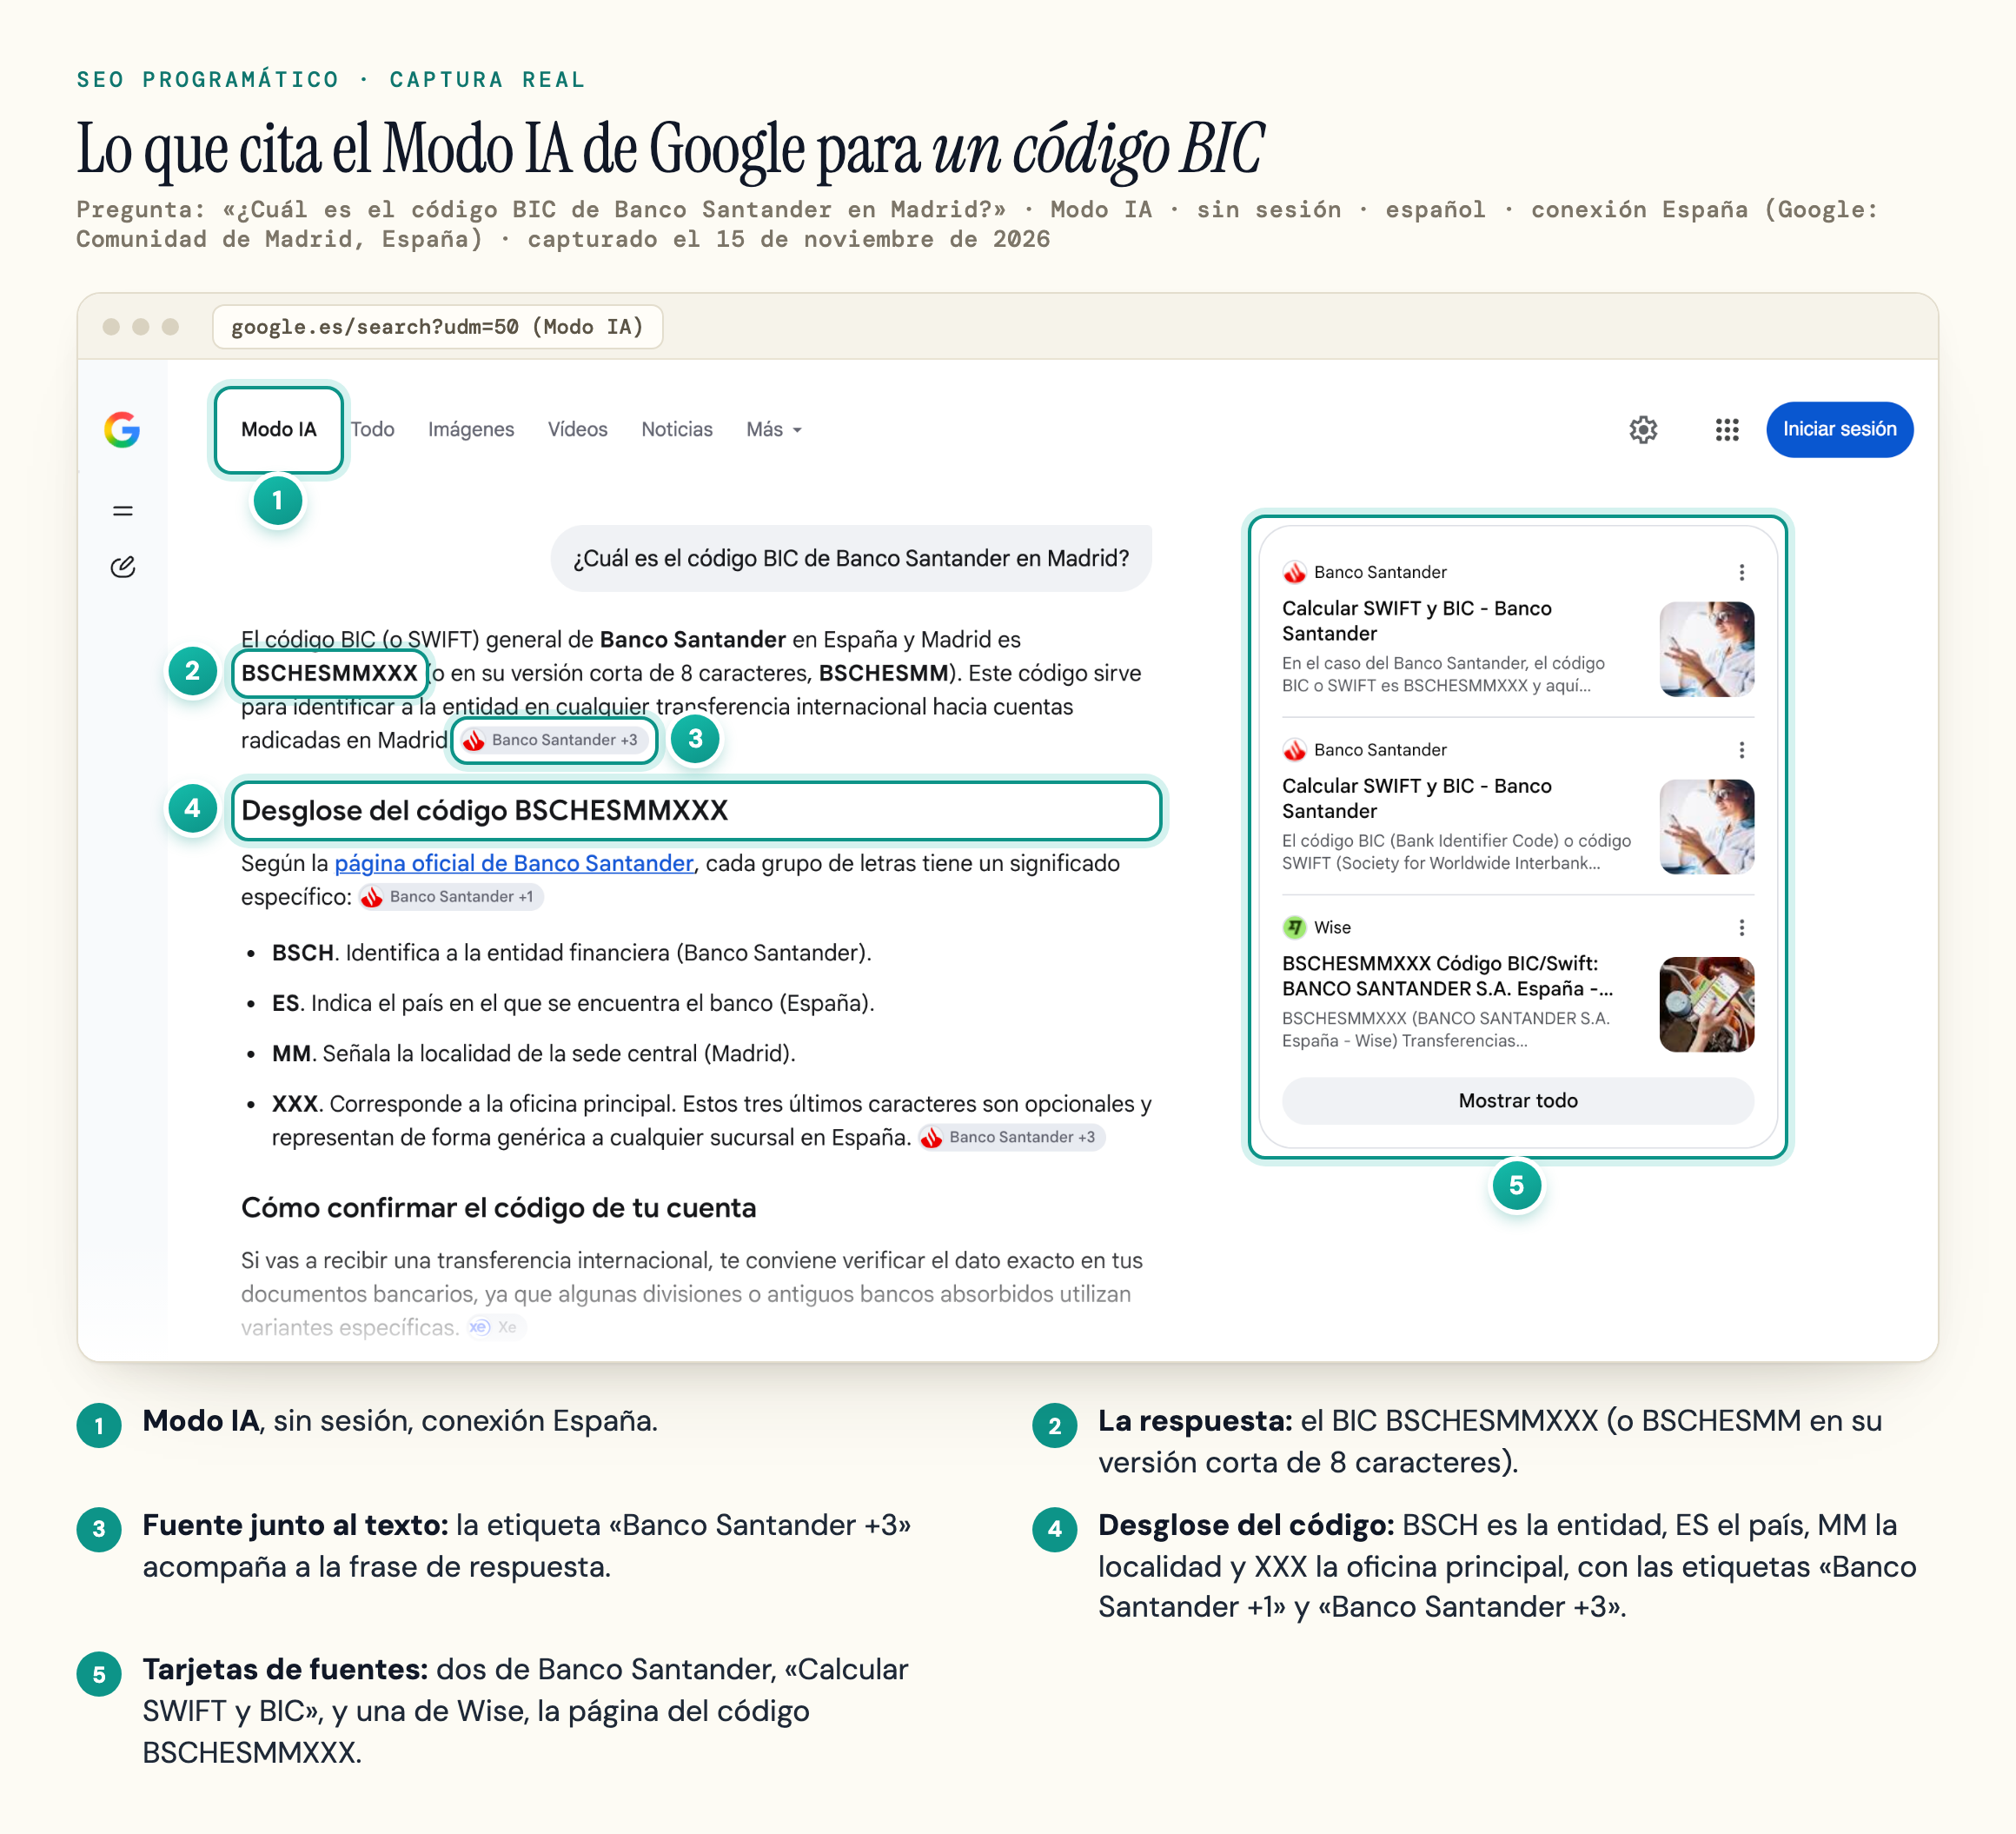 SEO PROGRAMÁTICO · CAPTURA REAL
Lo que cita el Modo IA de Google para un código BIC
Pregunta: «¿Cuál es el código BIC de Banco Santander en Madrid?» · Modo IA · sin sesión · español · conexión España (Google:
Comunidad de Madrid, España) · capturado el 15 de noviembre de 2026
google.es/search?udm=50 (Modo IA)
Modo IA Todo Imágenes Vídeos Noticias Más
Iniciar sesión
1
¿Cuál es el código BIC de Banco Santander en Madrid?
El código BIC (o SWIFT) general de Banco Santander en España y Madrid es
2
BSCHESMMXXX (o en su versión corta de 8 caracteres, BSCHESMM). Este código sirve
para identificar a la entidad en cualquier transferencia internacional hacia cuentas
radicadas en Madrid Banco Santander +3
3
4
Desglose del código BSCHESMMXXX
Según la página oficial de Banco Santander, cada grupo de letras tiene un significado
específico: Banco Santander +1
• BSCH. Identifica a la entidad financiera (Banco Santander).
• ES. Indica el país en el que se encuentra el banco (España).
• MM. Señala la localidad de la sede central (Madrid).
• XXX. Corresponde a la oficina principal. Estos tres últimos caracteres son opcionales y
representan de forma genérica a cualquier sucursal en España. Banco Santander +3
Cómo confirmar el código de tu cuenta
Si vas a recibir una transferencia internacional, te conviene verificar el dato exacto en tus
documentos bancarios, ya que algunas divisiones o antiguos bancos absorbidos utilizan
variantes específicas. xe Xe
Banco Santander
Calcular SWIFT y BIC - Banco
Santander
En el caso del Banco Santander, el código
BIC o SWIFT es BSCHESMMXXX y aquí...
Banco Santander
Calcular SWIFT y BIC - Banco
Santander
El código BIC (Bank Identifier Code) o código
SWIFT (Society for Worldwide Interbank...
Wise
BSCHESMMXXX Código BIC/Swift:
BANCO SANTANDER S.A. España -...
BSCHESMMXXX (BANCO SANTANDER S.A.
España - Wise) Transferencias...
Mostrar todo
5
1 Modo IA, sin sesión, conexión España.
2 La respuesta: el BIC BSCHESMMXXX (o BSCHESMM en su
versión corta de 8 caracteres).
3 Fuente junto al texto: la etiqueta «Banco Santander +3»
acompaña a la frase de respuesta.
4 Desglose del código: BSCH es la entidad, ES el país, MM la
localidad y XXX la oficina principal, con las etiquetas «Banco
Santander +1» y «Banco Santander +3».
5 Tarjetas de fuentes: dos de Banco Santander, «Calcular
SWIFT y BIC», y una de Wise, la página del código
BSCHESMMXXX.